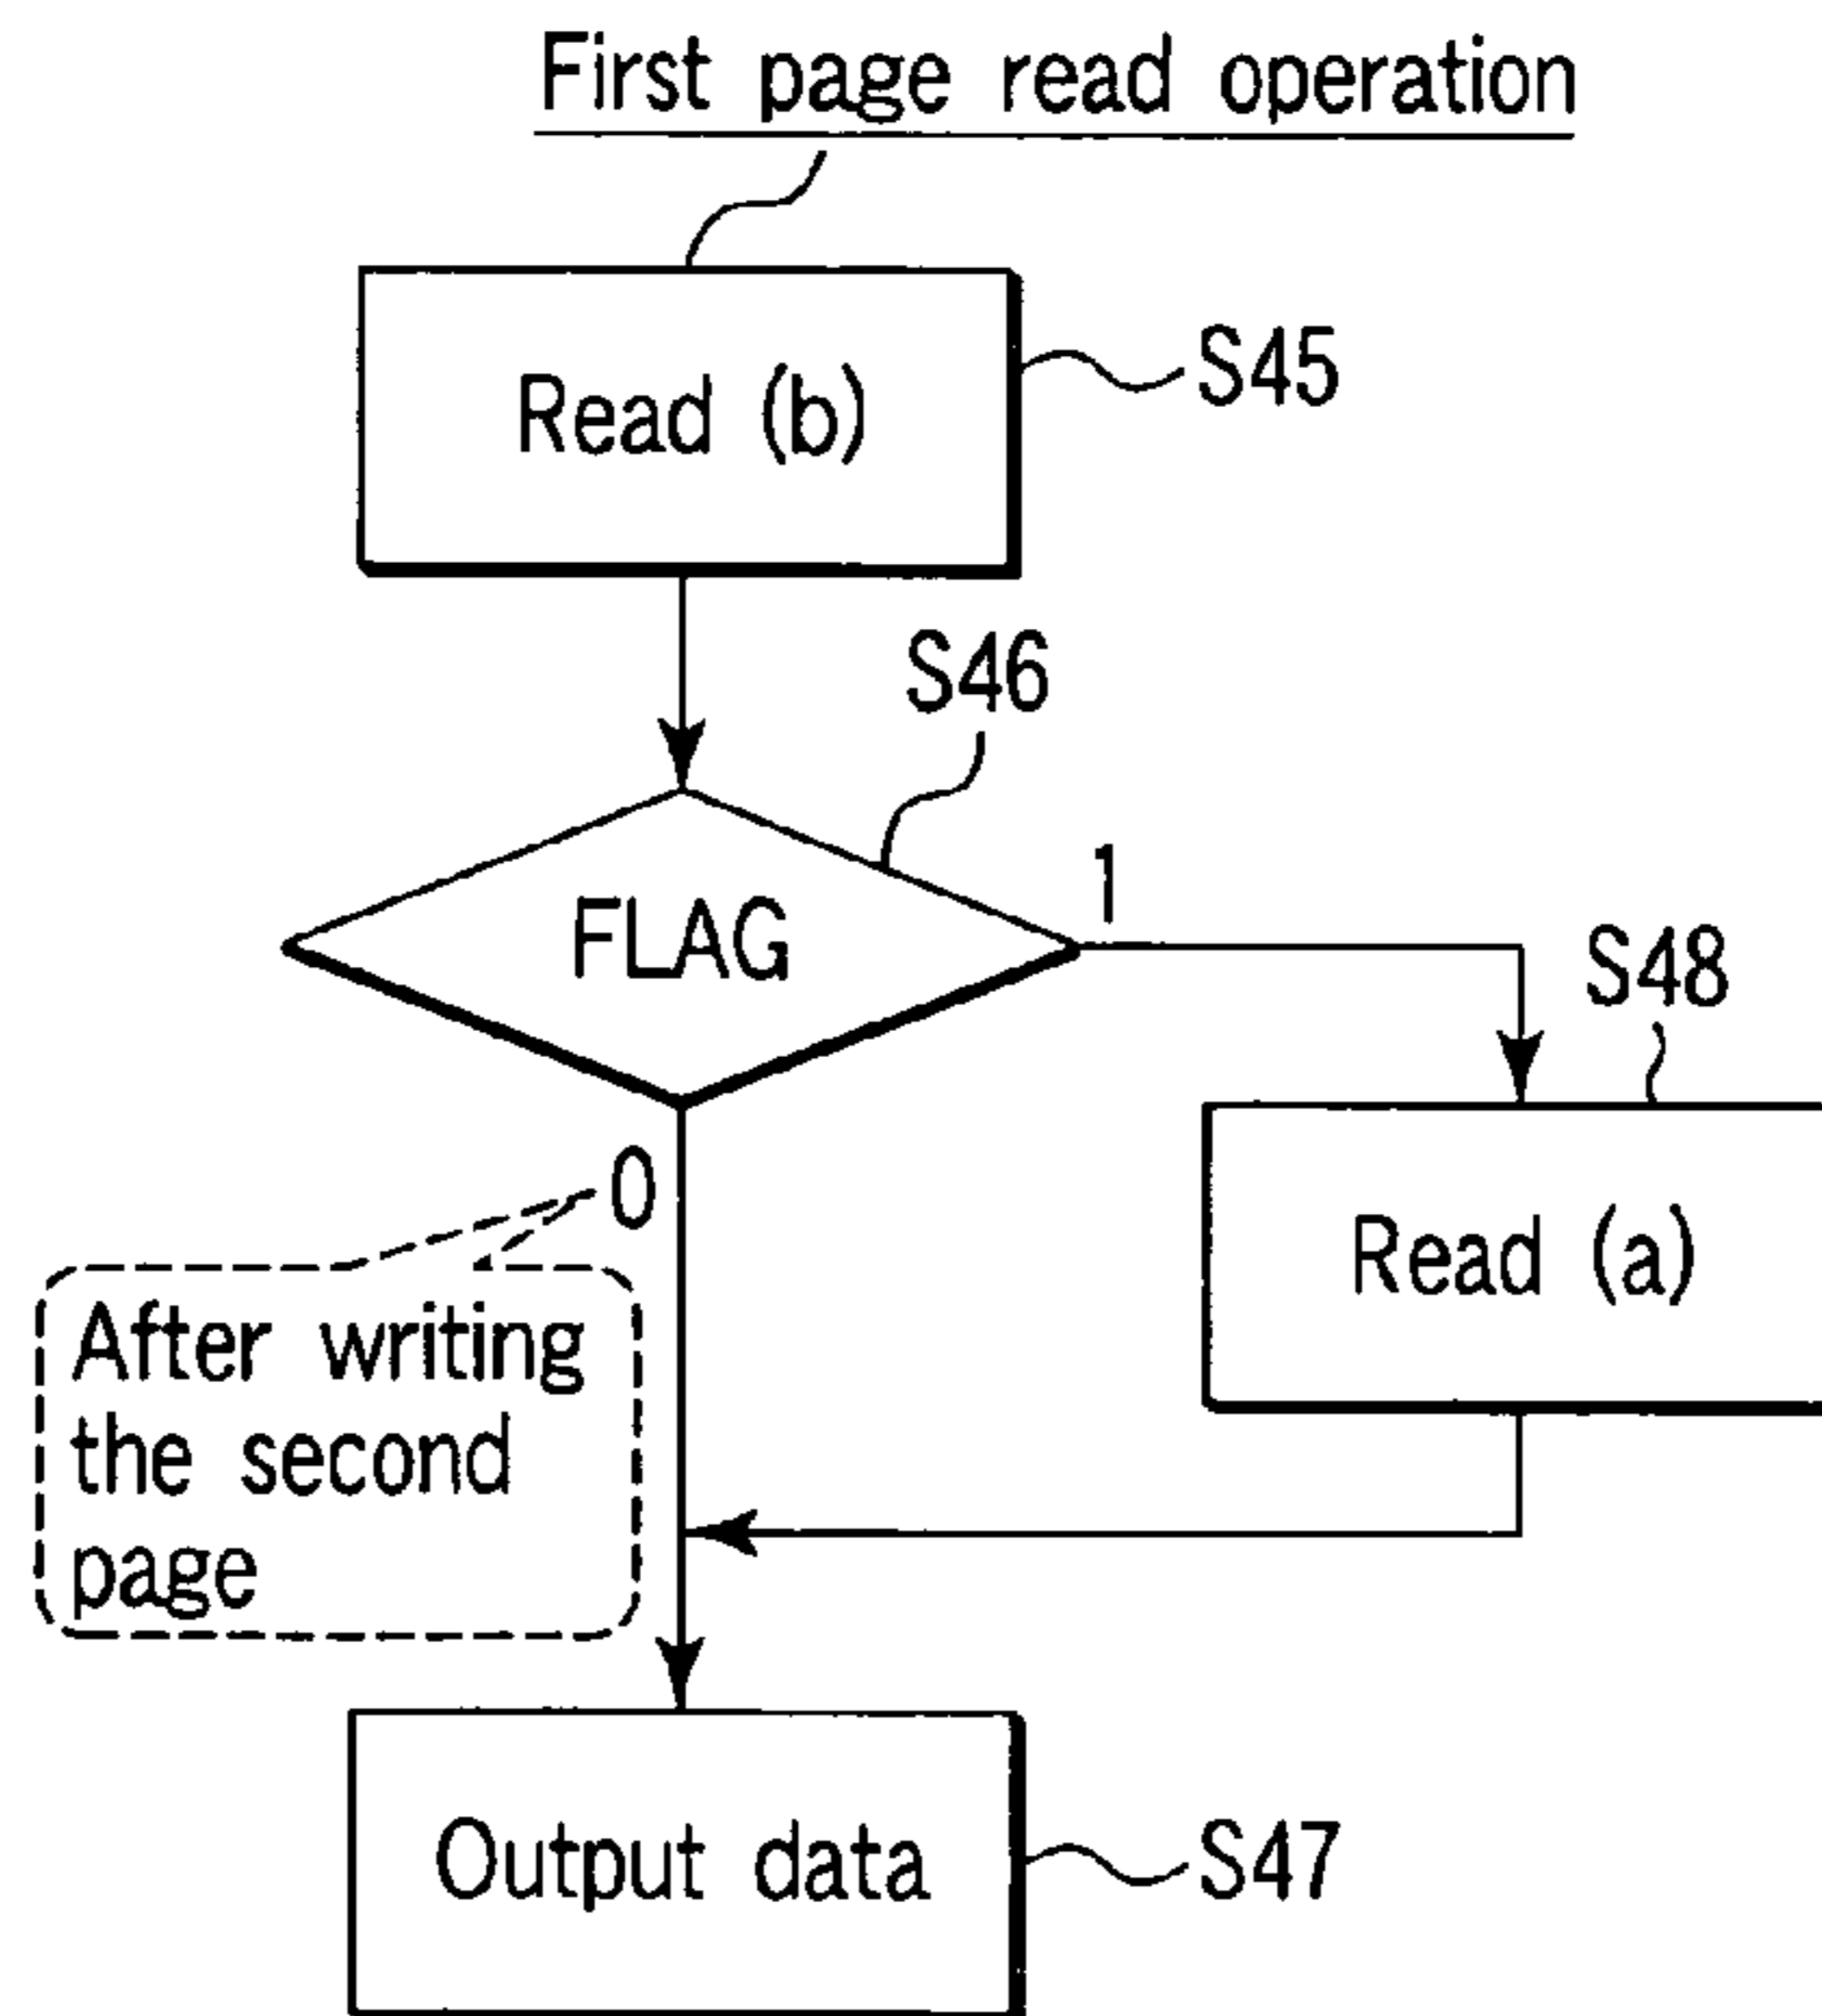 First page read operation
Read (b)
S45
S46
FLAG
1
S48
0
Read (a)
After writing
the second
page
Output data
S47